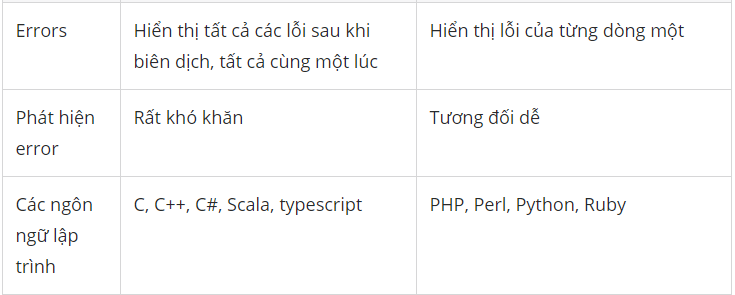 Errors
Hiển thị tất cả các lỗi sau khi
biên dịch, tất cả cùng một lúc
Hiển thị lỗi của từng dòng một
Phát hiện
error
Rất khó khăn
Tương đối dễ
Các ngôn
ngữ lập
trình
C, C++, C#, Scala, typescript
PHP, Perl, Python, Ruby